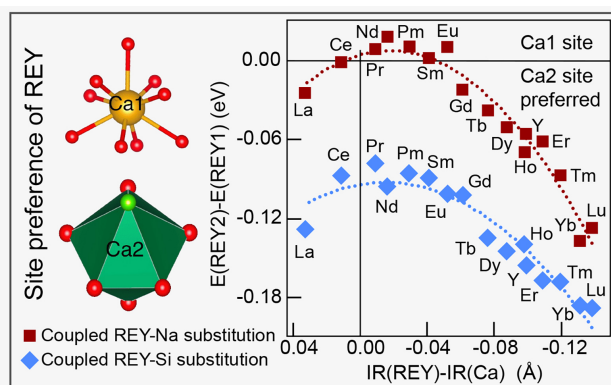 Site preference of REY
Ca1
Ca2
E(REY2)-E(REY1) (eV)
0.00
-0.06
-0.12
-0.18
Ca1 site
Ca2 site
preferred
La
Ce
Nd
Pr
Pm
Sm
Eu
Gd
Tb
Dy
Y
Ho
Er
Tm
Yb
Lu
La
Ce
Pr
Nd
Pm
Sm
Eu
Gd
Tb
Dy
Ho
Y
Er
Tm
Yb
Lu
Coupled REY-Na substitution
Coupled REY-Si substitution
0.04
0.00
-0.04
-0.08
-0.12
IR(REY)-IR(Ca) (Å)